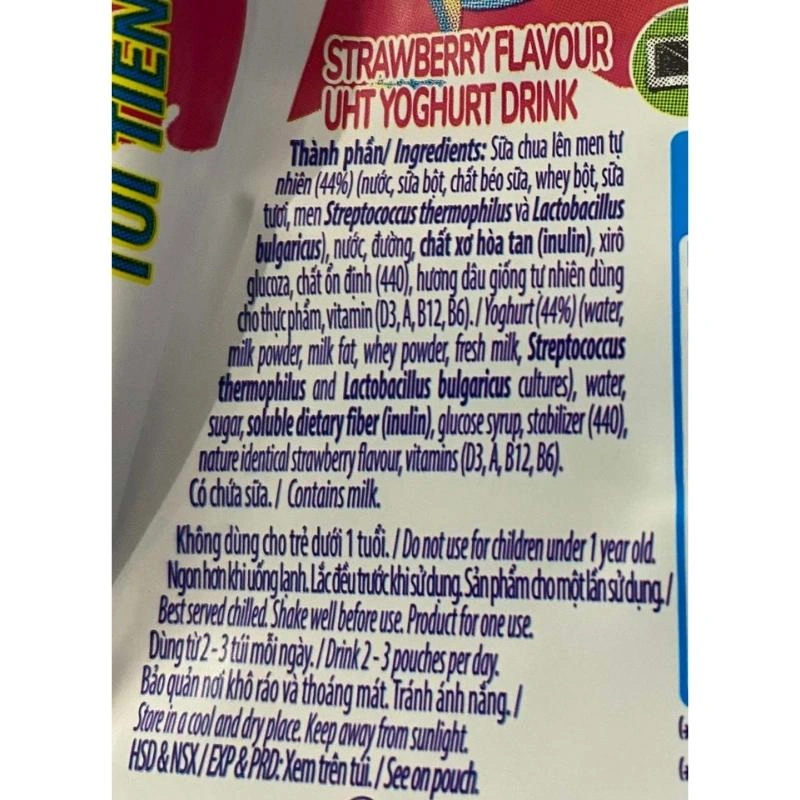 TÚI TIỆN
STRAWBERRY FLAVOUR
UHT YOGHURT DRINK
Thành phần/ Ingredients: Sữa chua lên men tự
nhiên (44%) (nước, sữa bột, chất béo sữa, whey bột, sữa
tươi, men Streptococcus thermophilus và Lactobacillus
bulgaricus), nước, đường, chất xơ hòa tan (inulin), xirô
glucoza, chất ổn định (440), hương dâu giống tự nhiên dùng
cho thực phẩm, vitamin (D3, A, B12, B6). / Yoghurt (44%) (water,
milk powder, milk fat, whey powder, fresh milk, Streptococcus
thermophilus and Lactobacillus bulgaricus cultures), water,
sugar, soluble dietary fiber (inulin), glucose syrup, stabilizer (440),
nature identical strawberry flavour, vitamins (D3, A, B12, B6).
Có chứa sữa. / Contains milk.
Không dùng cho trẻ dưới 1 tuổi. / Do not use for children under 1 year old.
Ngon hơn khi uống lạnh. Lắc đều trước khi sử dụng. Sản phẩm cho một lần sử dụng. /
Best served chilled. Shake well before use. Product for one use.
Dùng từ 2 - 3 túi mỗi ngày. / Drink 2 - 3 pouches per day.
Bảo quản nơi khô ráo và thoáng mát. Tránh ánh nắng. /
Store in a cool and dry place. Keep away from sunlight.
HSD & NSX / EXP & PRD: Xem trên túi. / See on pouch.